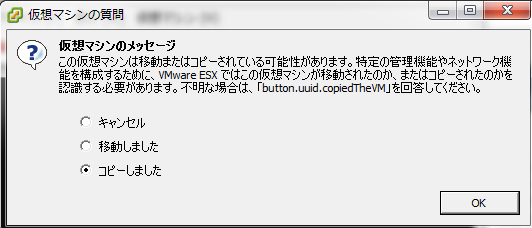 仮想マシンの質問
仮想マシンのメッセージ
この仮想マシンは移動またはコピーされている可能性があります。特定の管理機能やネットワーク機
能を構成するために、VMware ESX ではこの仮想マシンが移動されたのか、またはコピーされたのかを
認識する必要があります。不明な場合は、「button.uuid.copiedTheVM」を回答してください。
キャンセル
移動しました
コピーしました
OK